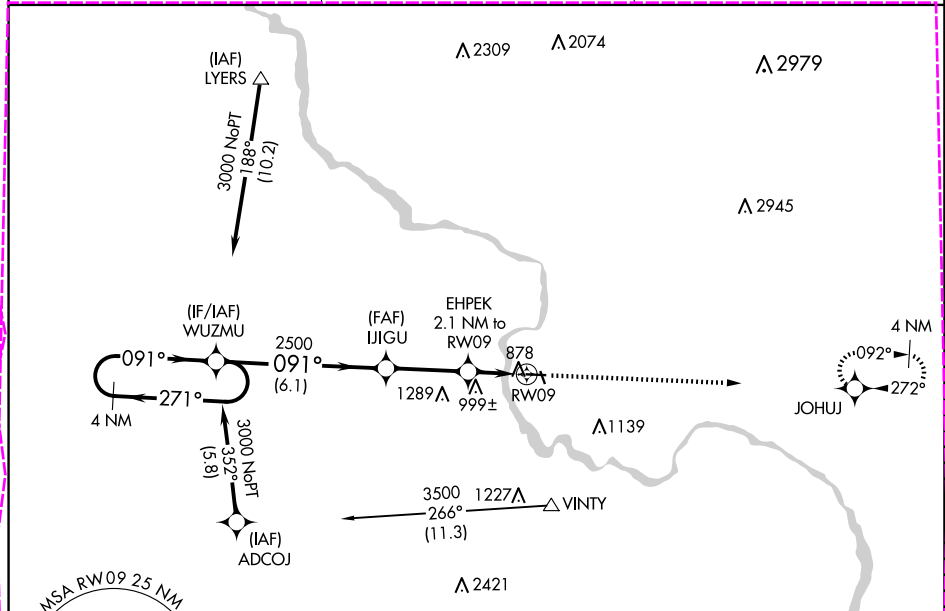 2309
2074
2979
(IAF)
LYERS
3000 NoPT
188°
(10.2)
2945
(IF/IAF)
WUZMU
(FAF)
IJIGU
EHPEK
2.1 NM to
RW09
4 NM
2500
091°
091°
(6.1)
878
092°
1289
999±
RW09
271°
272°
4 NM
JOHUJ
3000 NoPT
352°
(5.8)
1139
3500
1227
VINTY
266°
(11.3)
(IAF)
ADCOJ
2421
MSA RW09 25 NM